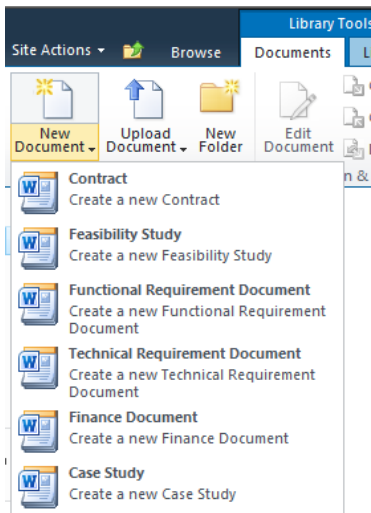 Library Tools
Site Actions
Browse
Documents
L
New
Document
Upload
Document
New
Folder
Edit
Document
n &
Contract
Create a new Contract
Feasibility Study
Create a new Feasibility Study
Functional Requirement Document
Create a new Functional Requirement
Document
Technical Requirement Document
Create a new Technical Requirement
Document
Finance Document
Create a new Finance Document
Case Study
Create a new Case Study